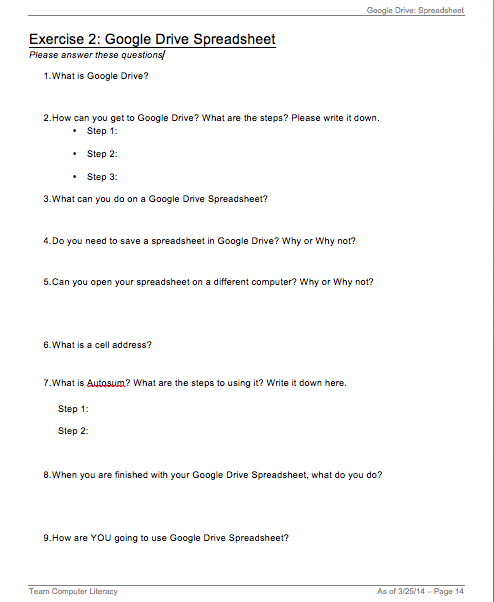 Google Drive: Spreadsheet
Exercise 2: Google Drive Spreadsheet
Please answer these questions
1.What is Google Drive?
2.How can you get to Google Drive? What are the steps? Please write it down.
• Step 1:
• Step 2:
• Step 3:
3.What can you do on a Google Drive Spreadsheet?
4.Do you need to save a spreadsheet in Google Drive? Why or Why not?
5.Can you open your spreadsheet on a different computer? Why or Why not?
6.What is a cell address?
7.What is Autosum? What are the steps to using it? Write it down here.
Step 1:
Step 2:
8.When you are finished with your Google Drive Spreadsheet, what do you do?
9.How are YOU going to use Google Drive Spreadsheet?
Team Computer Literacy As of 3/25/14 – Page 14